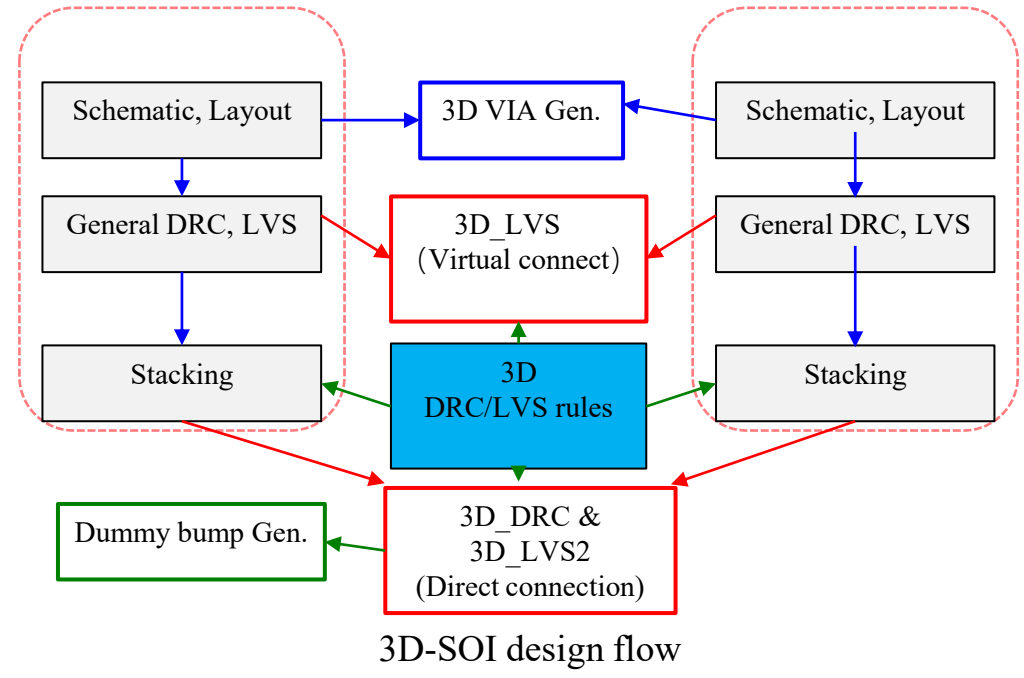 Schematic, Layout
3D VIA Gen.
Schematic, Layout
General DRC, LVS
3D_LVS
（Virtual connect）
General DRC, LVS
Stacking
3D
DRC/LVS rules
Stacking
Dummy bump Gen.
3D_DRC &
3D_LVS2
(Direct connection)
3D-SOI design flow